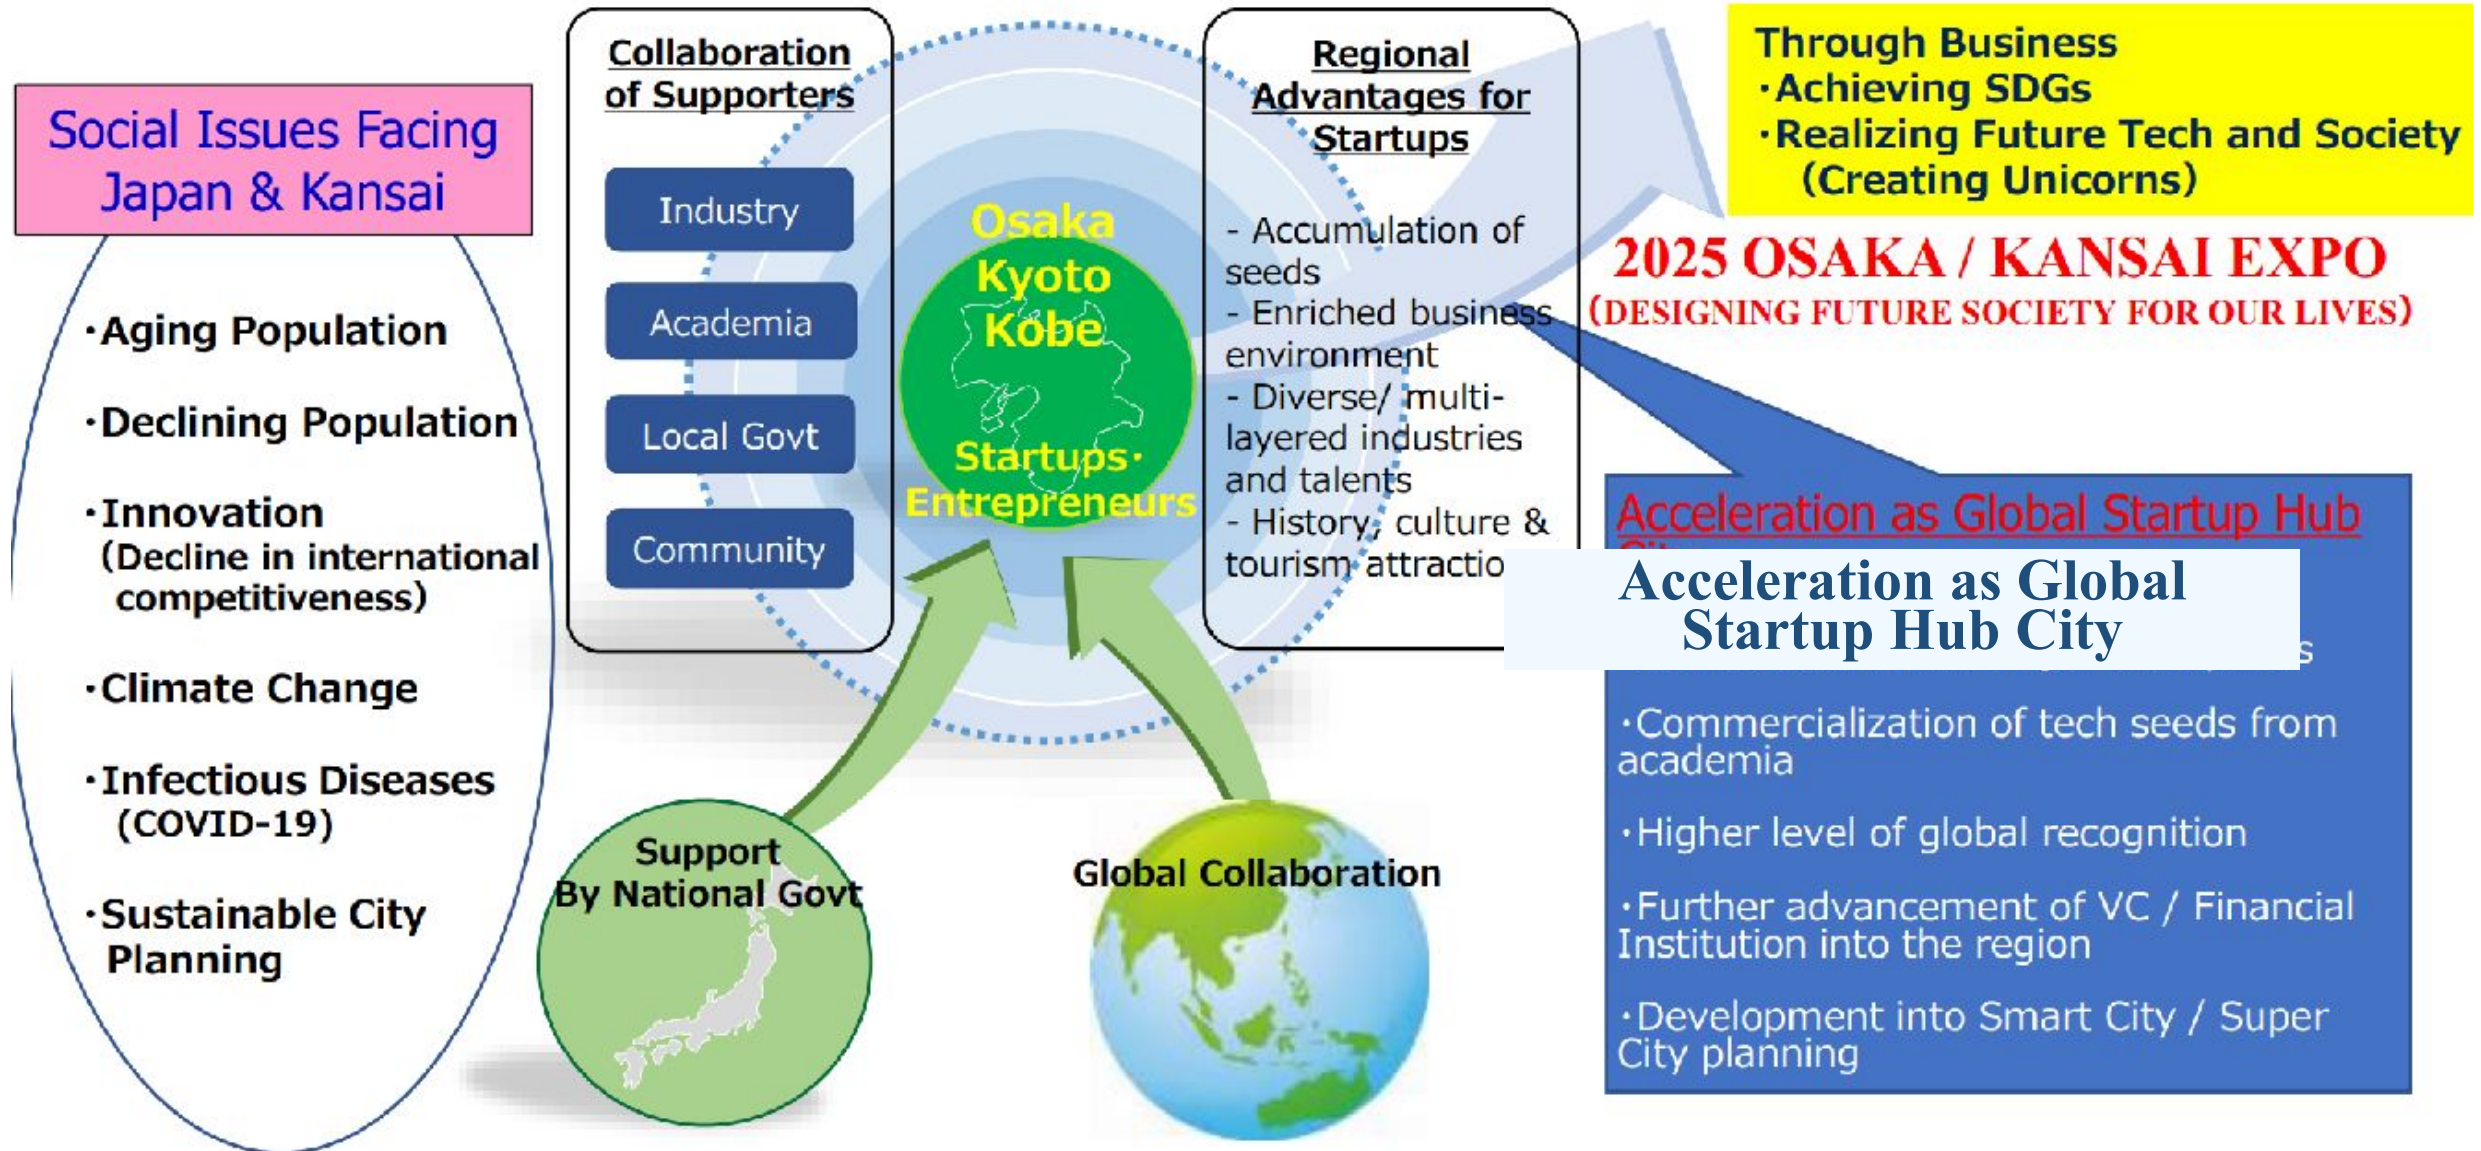 Social Issues Facing
Japan & Kansai
・Aging Population
・Declining Population
・Innovation
(Decline in international
competitiveness)
・Climate Change
・Infectious Diseases
(COVID-19)
・Sustainable City
Planning
Collaboration
of Supporters
Industry
Academia
Local Govt
Community
Osaka
Kyoto
Kobe
Startups・
Entrepreneurs
Regional
Advantages for
Startups
- Accumulation of
seeds
- Enriched business
environment
- Diverse/ multi-
layered industries
and talents
- History, culture &
tourism
Support
By National Govt
Global Collaboration
Through Business
・Achieving SDGs
・Realizing Future Tech and Society
(Creating Unicorns)
2025 OSAKA / KANSAI EXPO
(DESIGNING FUTURE SOCIETY FOR OUR LIVES)
Acceleration as Global Startup Hub
Acceleration as Global
Startup Hub City
・Commercialization of tech seeds from
academia
・Higher level of global recognition
・Further advancement of VC / Financial
Institution into the region
・Development into Smart City / Super
City planning